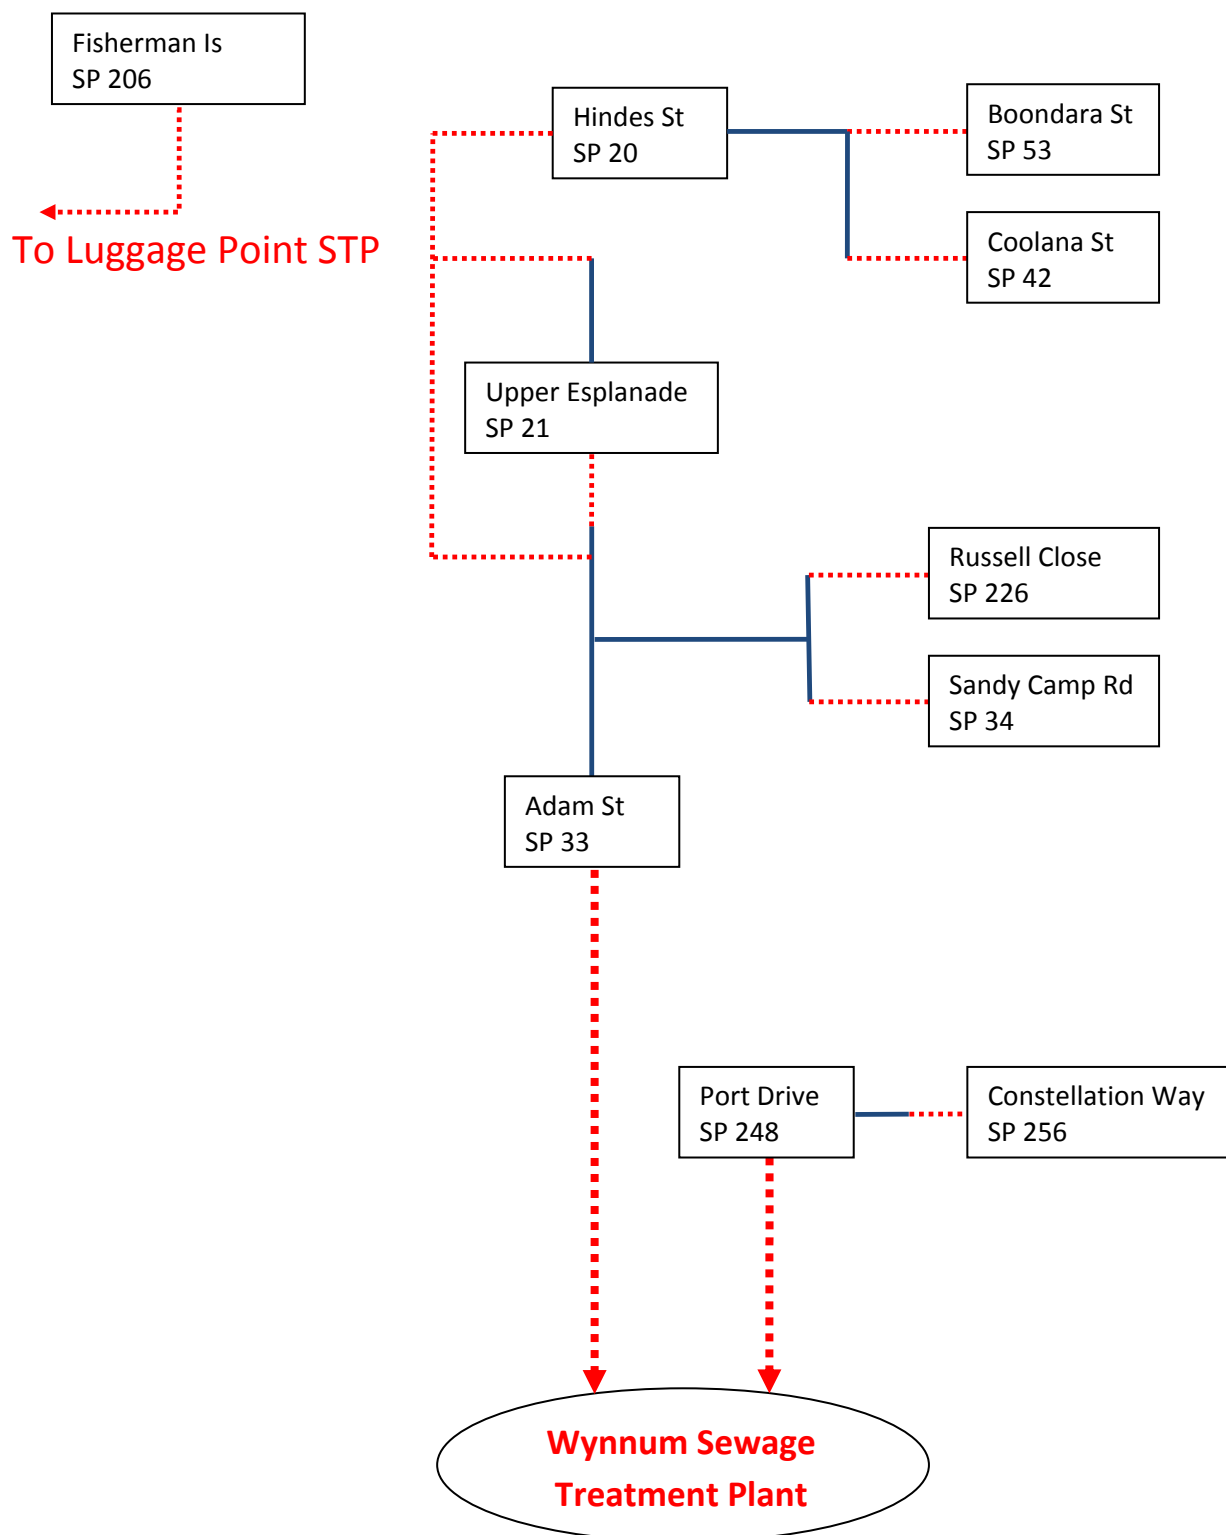 Fisherman Is
SP 206
To Luggage Point STP
Hindes St
SP 20
Boondara St
SP 53
Coolana St
SP 42
Upper Esplanade
SP 21
Russell Close
SP 226
Sandy Camp Rd
SP 34
Adam St
SP 33
Port Drive
SP 248
Constellation Way
SP 256
Wynnum Sewage
Treatment Plant